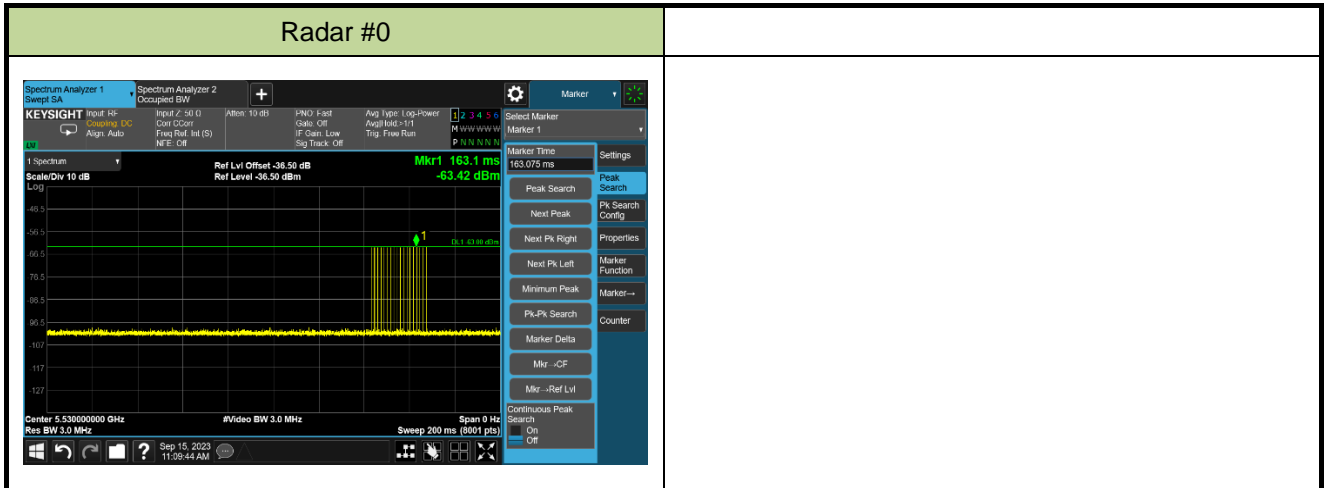 Radar #0
Spectrum Analyzer 1
Swept SA
Spectrum Analyzer 2
Occupied BW
+
Marker
KEYSIGHT
Input: RF
Coupling: DC
Align: Auto
Input Z: 50 Ω
Corr CCorr
Freq Ref: Int (S)
NFE: Off
Atten: 10 dB
PNO: Fast
Gate: Off
IF Gain: Low
Sig Track: Off
Avg Type: Log-Power
Avg|Hold:>1/1
Trig: Free Run
1 2 3 4 5 6
M W W W W W
P N N N N N
LXI
Select Marker
Marker 1
1 Spectrum
Scale/Div 10 dB
Log
Ref Lvl Offset -36.50 dB
Ref Level -36.50 dBm
Mkr1 163.1 ms
-63.42 dBm
Marker Time
163.075 ms
Settings
Peak Search
Peak
Search
Next Peak
Pk Search
Config
Next Pk Right
Properties
Next Pk Left
Marker
Function
Minimum Peak
Marker→
Pk-Pk Search
Counter
Marker Delta
Mkr→CF
Mkr→Ref Lvl
Continuous Peak
Search
On
Off
-46.5
-56.5
1
-66.5
-76.5
-86.5
-96.5
-107
-117
-127
Center 5.530000000 GHz
Res BW 3.0 MHz
#Video BW 3.0 MHz
Span 0 Hz
Sweep 200 ms (8001 pts)
?
Sep 15, 2023
11:09:44 AM